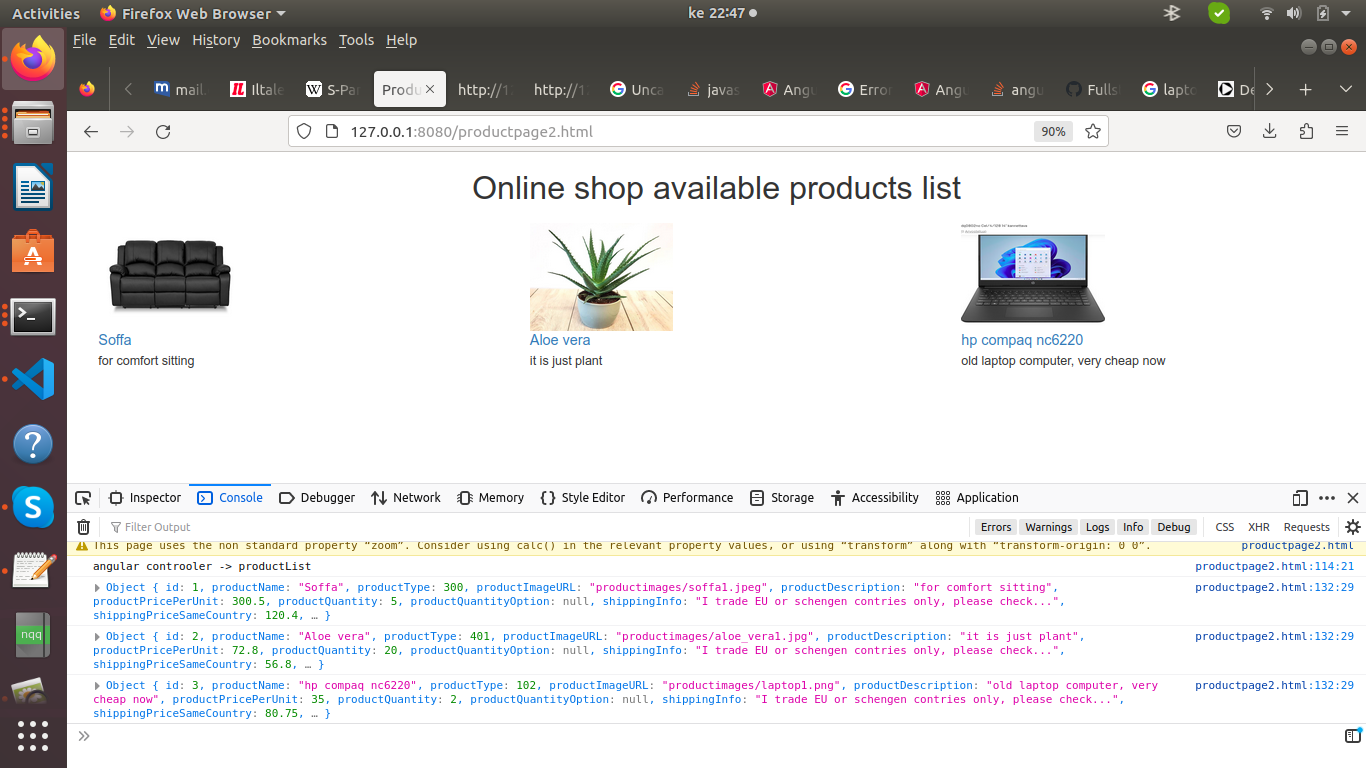 Activities Firefox Web Browser ke 22:47
File Edit View History Bookmarks Tools Help
mail. Iltale S-Pa Produ http://12 http://12 Unca javas Angu Error Angu angu Fulls lapto De
127.0.0.1:8080/productpage2.html 90%
Online shop available products list
Soffa Aloe vera hp compaq nc6220
for comfort sitting it is just plant old laptop computer, very cheap now
Inspector Console Debugger Network Memory Style Editor Performance Storage Accessibility Application
Filter Output Errors Warnings Logs Info Debug CSS XHR Requests
This page uses the non standard property “zoom”. Consider using calc() in the relevant property values, or using “transform” along with “transform-origin: 0 0”. productpage2.html
angular controoler -> productList productpage2.html:114:21
Object { id: 1, productName: "Soffa", productType: 300, productImageURL: "productimages/soffa1.jpeg", productDescription: "for comfort sitting", productpage2.html:132:29
productPricePerUnit: 300.5, productQuantity: 5, productQuantityOption: null, shippingInfo: "I trade EU or schengen contries only, please check...",
shippingPriceSameCountry: 120.4, … }
Object { id: 2, productName: "Aloe vera", productType: 401, productImageURL: "productimages/aloe_vera1.jpg", productDescription: "it is just plant", productpage2.html:132:29
productPricePerUnit: 72.8, productQuantity: 20, productQuantityOption: null, shippingInfo: "I trade EU or schengen contries only, please check...",
shippingPriceSameCountry: 56.8, … }
Object { id: 3, productName: "hp compaq nc6220", productType: 102, productImageURL: "productimages/laptop1.png", productDescription: "old laptop computer, very productpage2.html:132:29
cheap now", productPricePerUnit: 35, productQuantity: 2, productQuantityOption: null, shippingInfo: "I trade EU or schengen contries only, please check...",
shippingPriceSameCountry: 80.75, … }
nqq